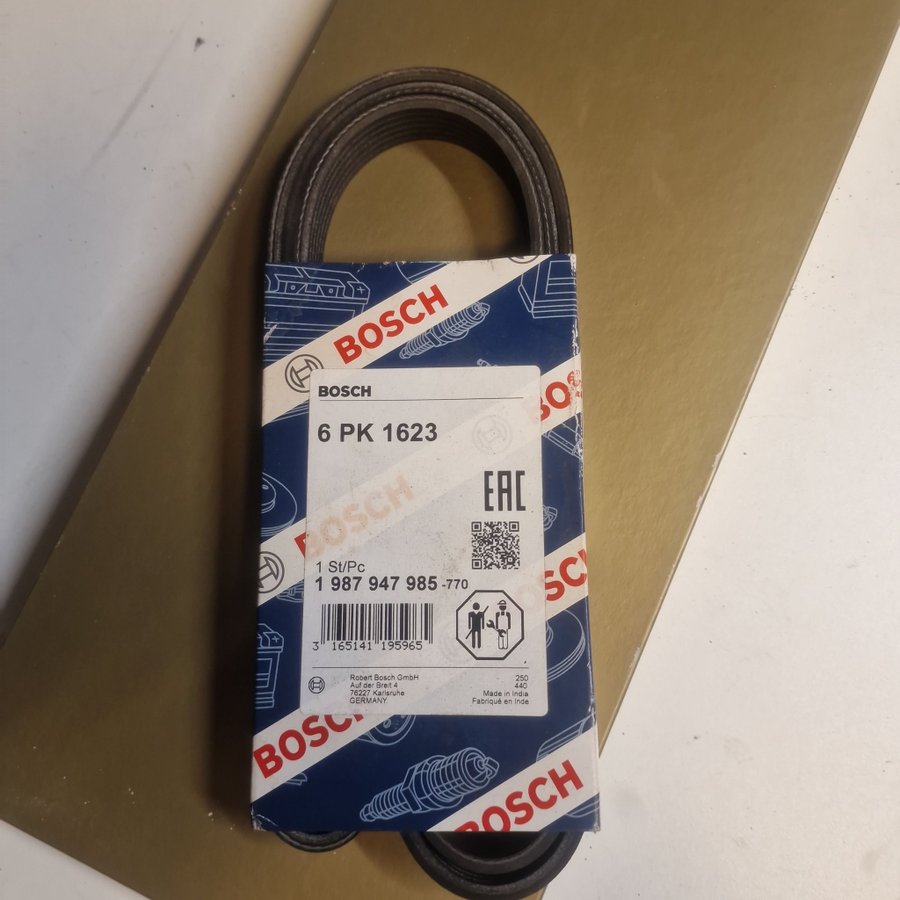 BOSCH
BOSCH
6 PK 1623
BOSCH
EAC
1 St/Pc
1 987 947 985 -770
3 165141 195965
Robert Bosch GmbH
Auf der Breit 4
76227 Karlsruhe
GERMANY
250
440
Made in India
Fabriqué en Inde
BOSCH
BOSCH